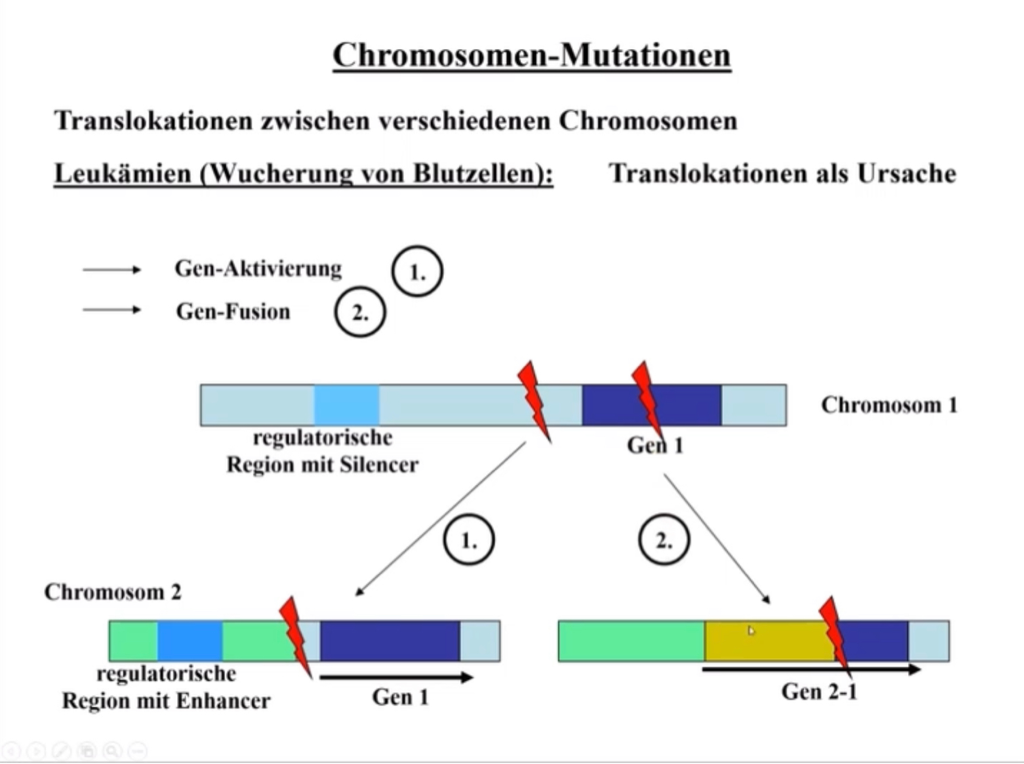 Chromosomen-Mutationen
Translokationen zwischen verschiedenen Chromosomen
Leukämien (Wucherung von Blutzellen): Translokationen als Ursache
Gen-Aktivierung 1.
Gen-Fusion 2.
Chromosom 1
regulatorische
Region mit Silencer
Gen 1
1.
2.
Chromosom 2
regulatorische
Region mit Enhancer
Gen 1
Gen 2-1